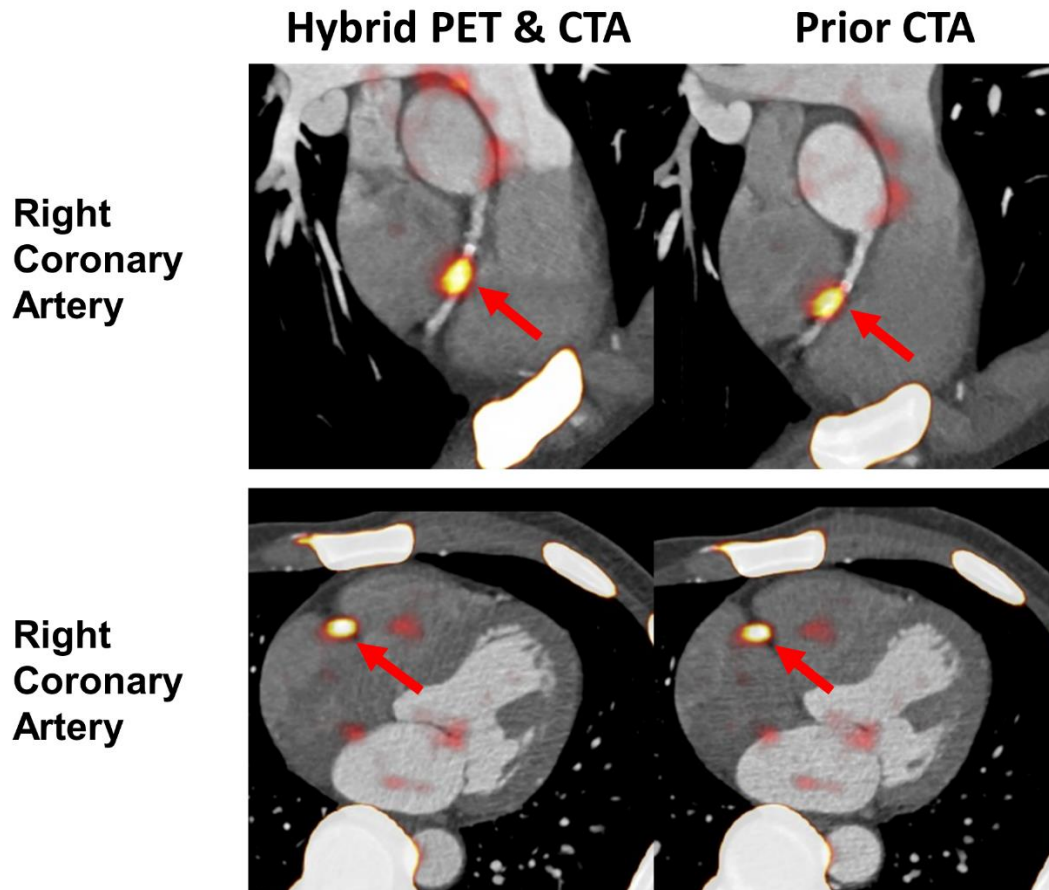 Hybrid PET & CTA
Prior CTA
Right
Coronary
Artery
Right
Coronary
Artery